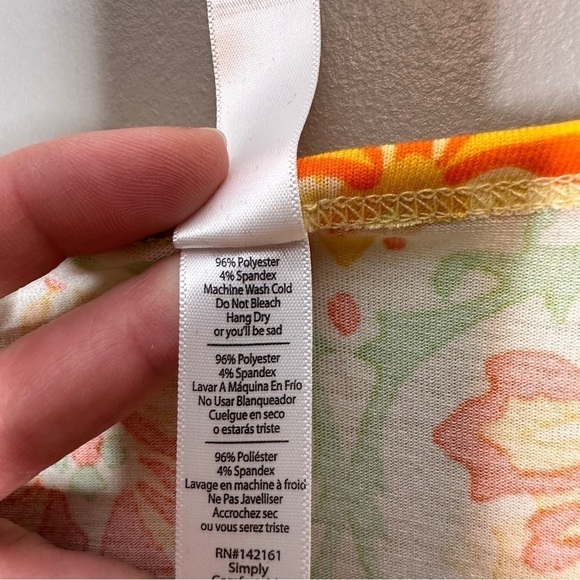 96% Polyester
4% Spandex
Machine Wash Cold
Do Not Bleach
Hang Dry
or you'll be sad
96% Polyester
4% Spandex
Lavar A Máquina En Frío
No Usar Blanqueador
Cuelgue en seco
o estarás triste
96% Poliéster
4% Spandex
Lavage en machine à froid
Ne Pas Javelliser
Accrochez sec
ou vous serez triste
RN#142161
Simply